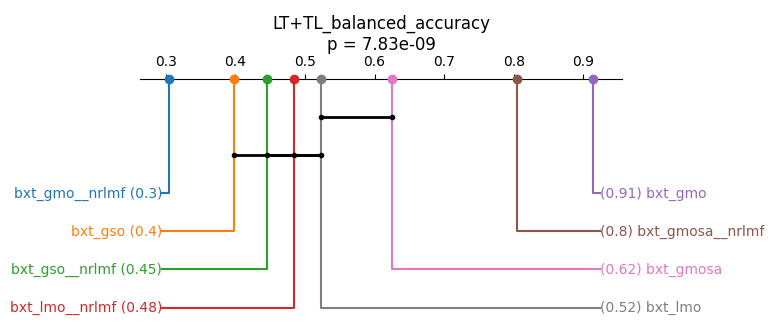 LT+TL_balanced_accuracy
p = 7.83e-09
0.3 0.4 0.5 0.6 0.7 0.8 0.9
bxt_gmo__nrlmf (0.3) (0.91) bxt_gmo
bxt_gso (0.4) (0.8) bxt_gmosa__nrlmf
bxt_gso__nrlmf (0.45) (0.62) bxt_gmosa
bxt_lmo__nrlmf (0.48) (0.52) bxt_lmo